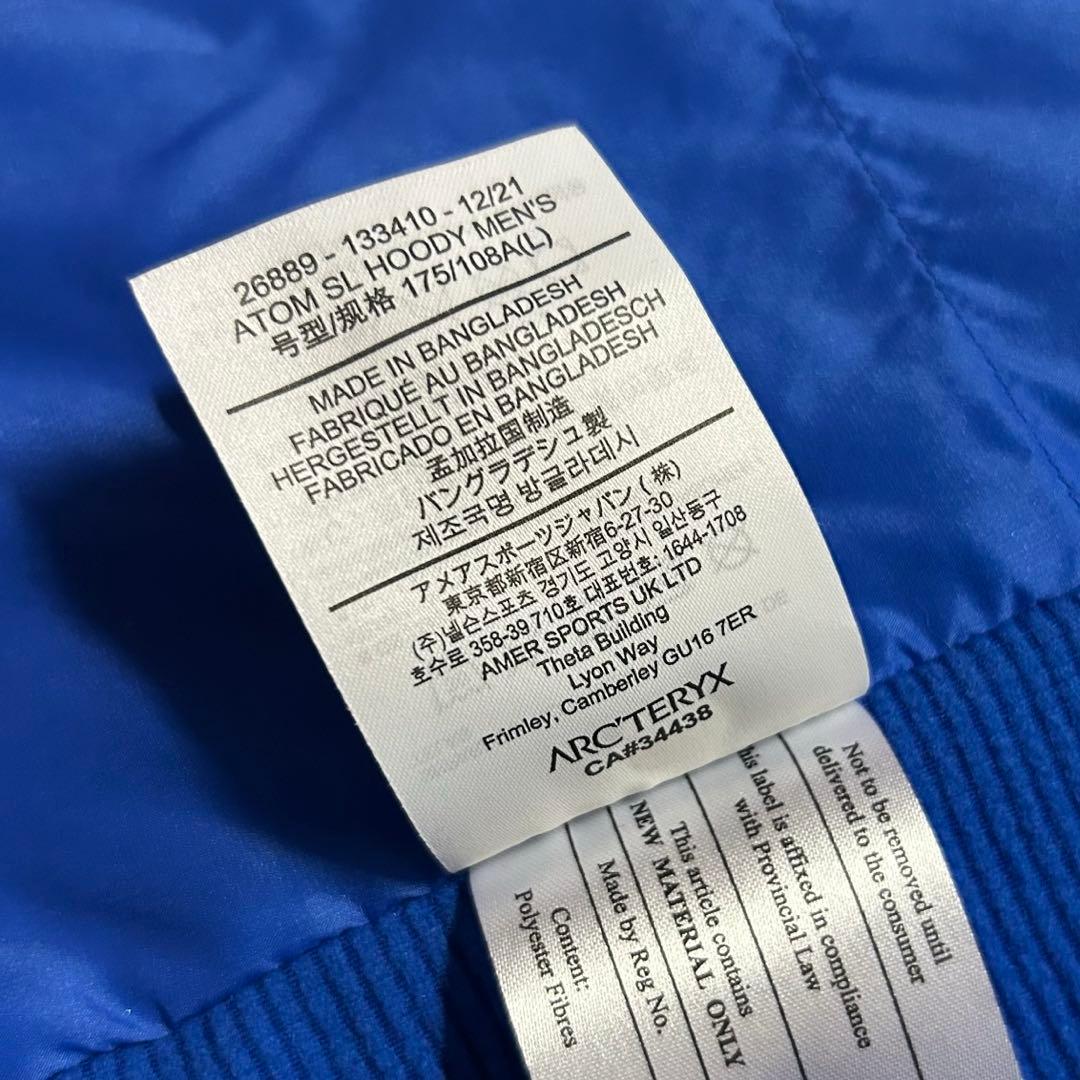 26889 - 133410 - 12/21
ATOM SL HOODY MEN'S
号型/规格 175/108A(L)
MADE IN BANGLADESH
FABRIQUÉ AU BANGLADESH
HERGESTELLT IN BANGLADESCH
FABRICADO EN BANGLADESH
孟加拉国制造
バングラデシュ製
제조국명 방글라데시
アメアスポーツジャパン (株)
東京都新宿区新宿6-27-30
(주)넬슨스포츠 경기도 고양시 일산동구
호수로 358-39 710호 대표번호: 1644-1708
AMER SPORTS UK LTD
Theta Building
Lyon Way
Frimley, Camberley GU16 7ER
ARC'TERYX
CA#34438
Not to be removed until
delivered to the consumer
his label is affixed in compliance
with Provincial Law
This article contains
NEW MATERIAL ONLY
Made by Reg No.
Content:
Polyester Fibres